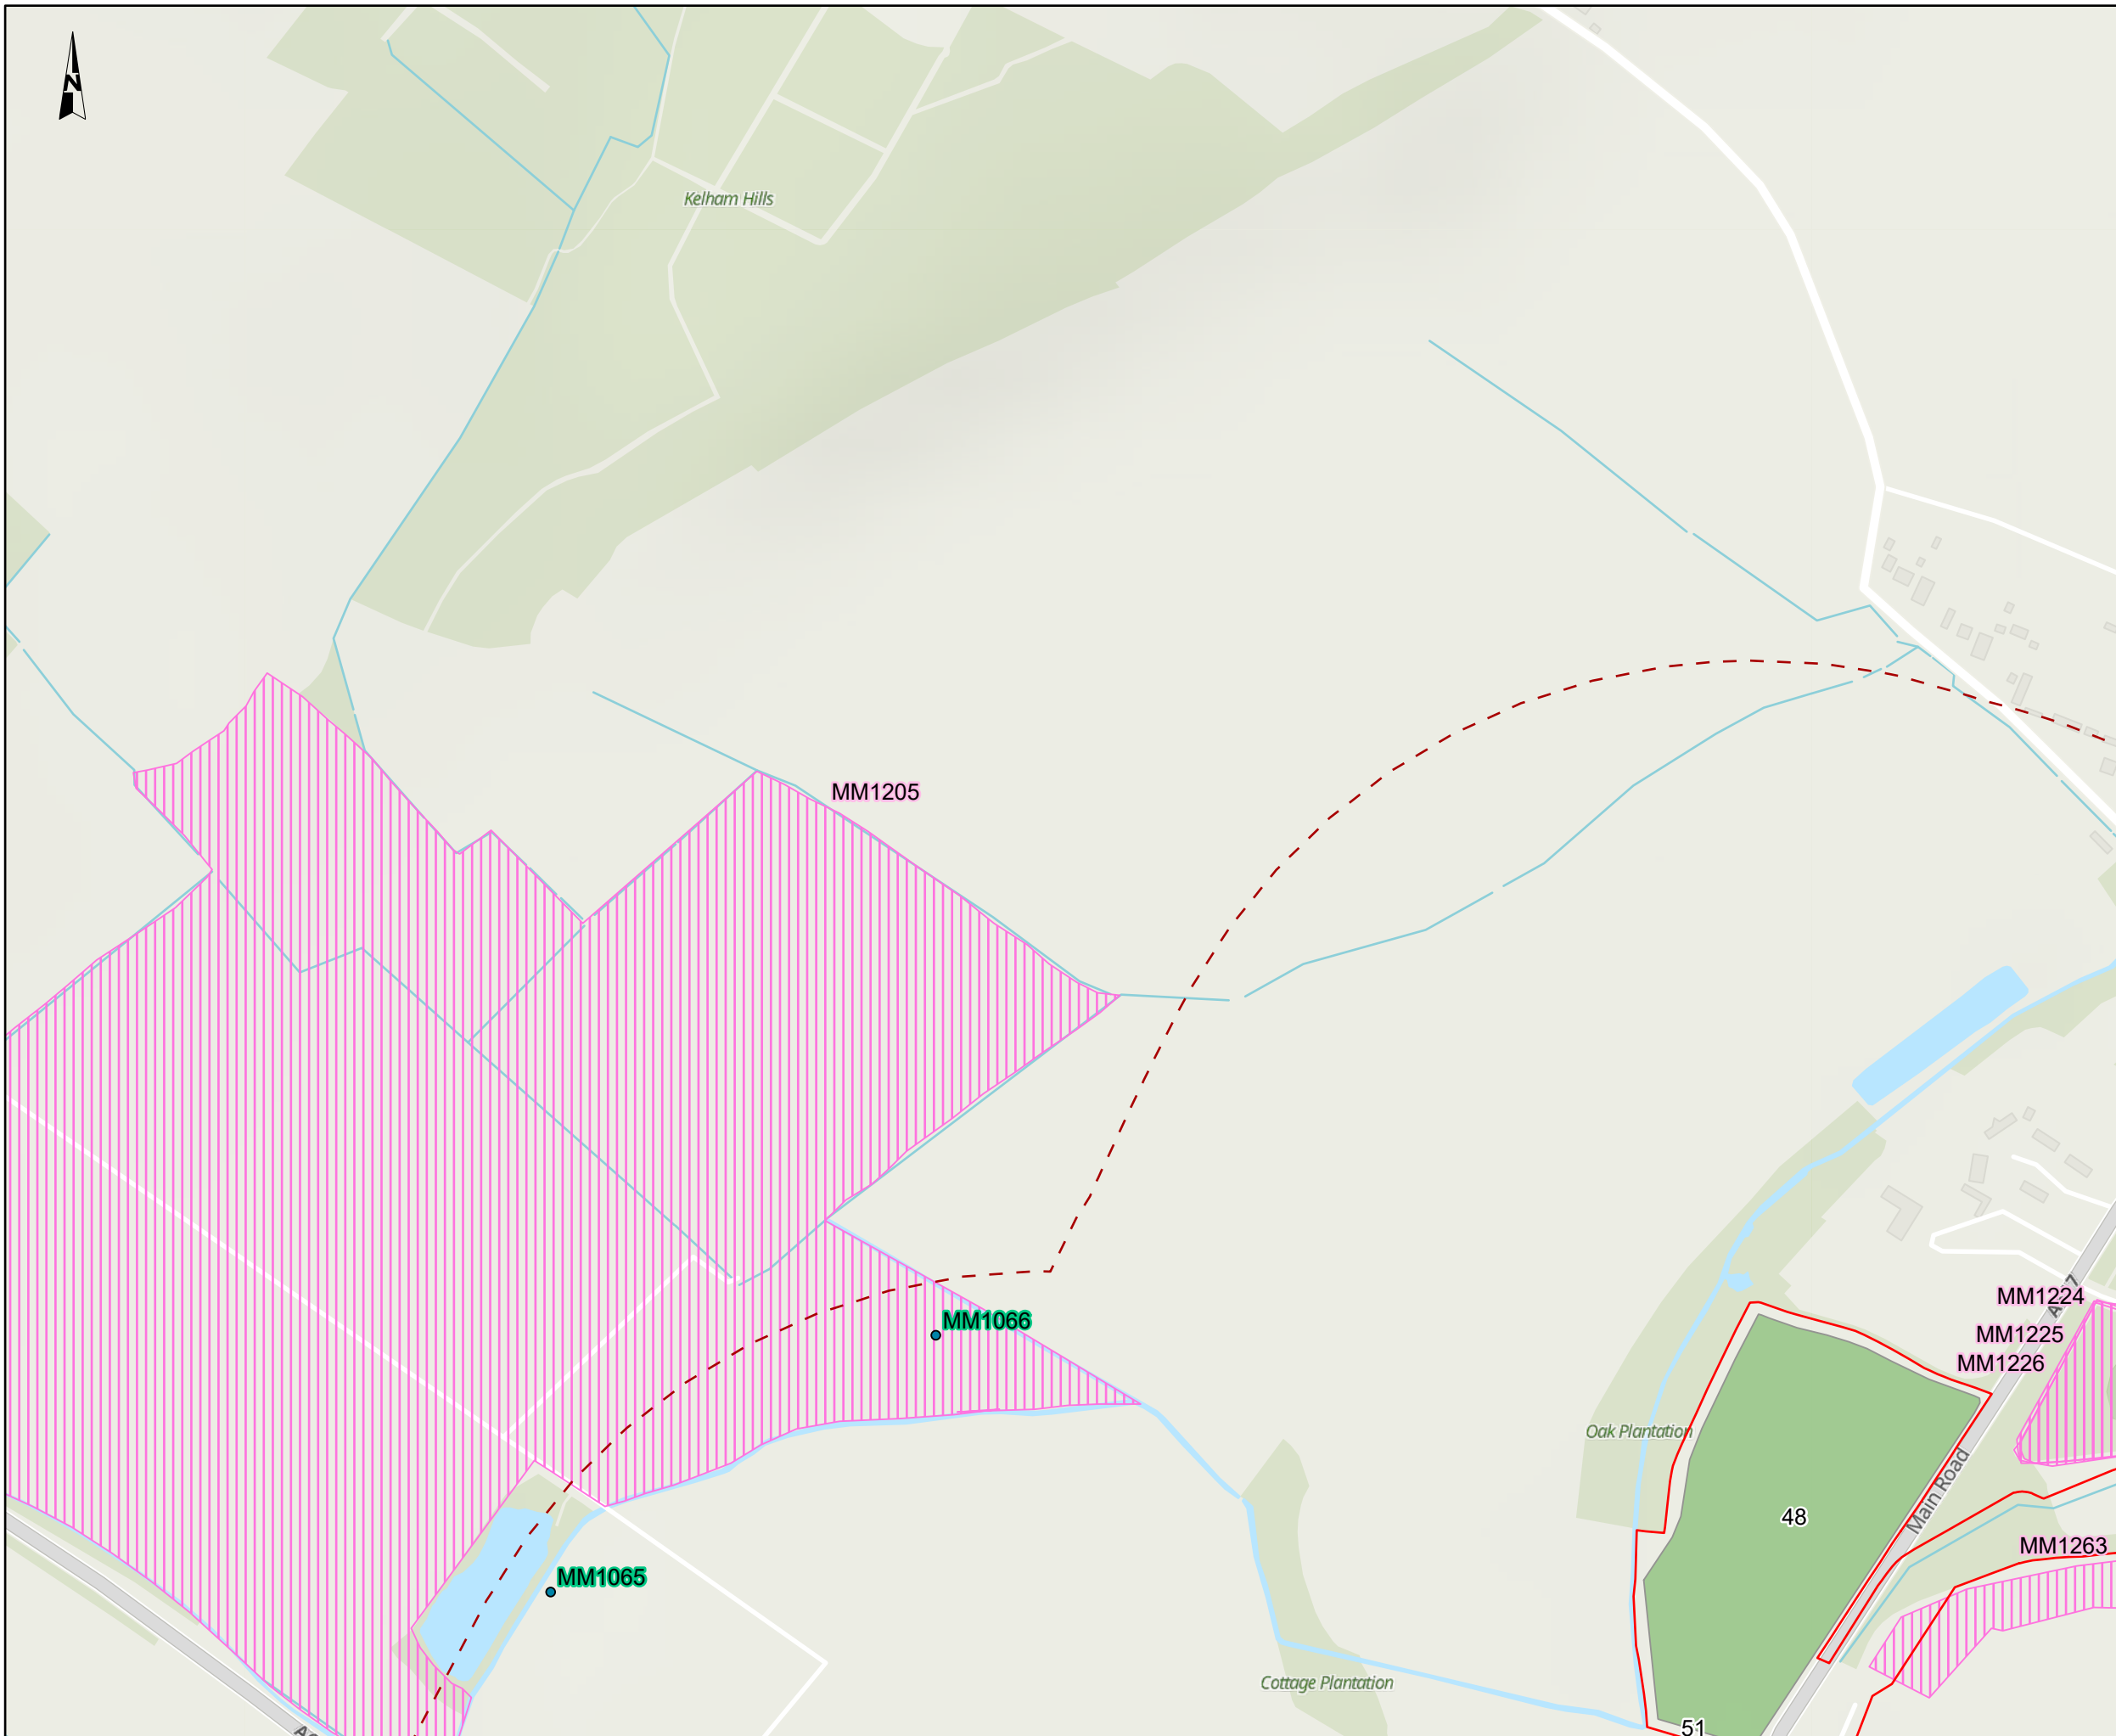 N
Kelham Hills
MM1205
MM1066
MM1224
MM1225
MM1226
Oak Plantation
Main Road
48
MM1263
MM1065
Cottage Plantation
51